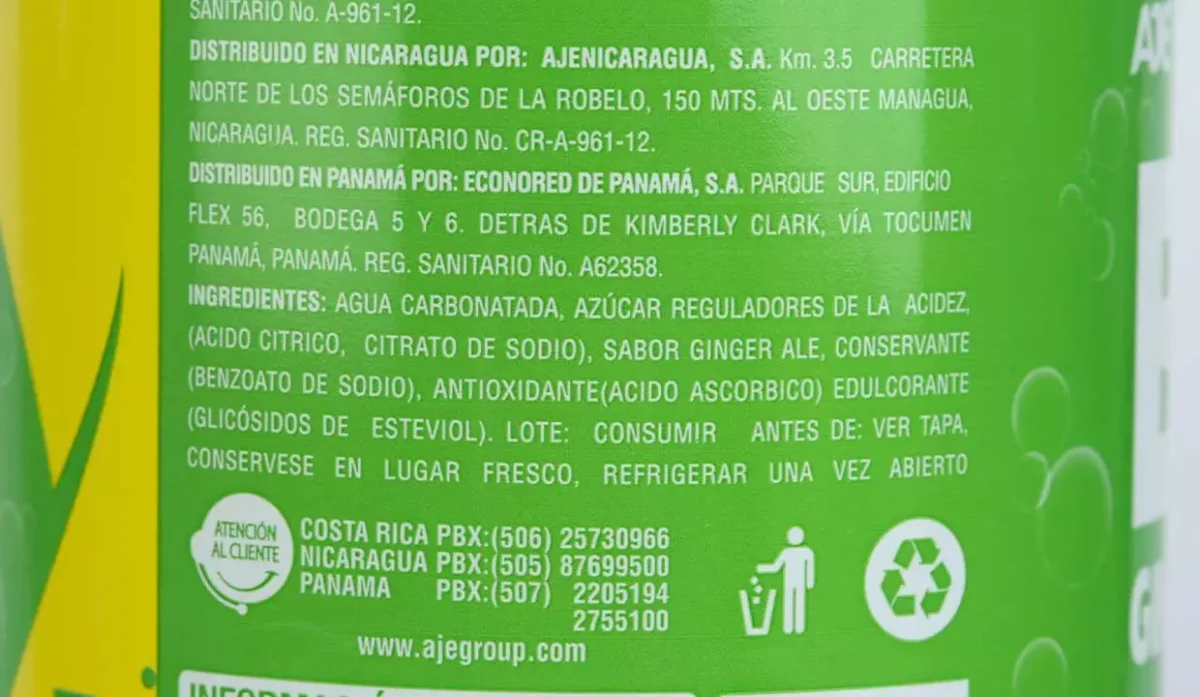 SANITARIO No. A-961-12.
DISTRIBUIDO EN NICARAGUA POR: AJENICARAGUA, S.A. Km. 3.5 CARRETERA
NORTE DE LOS SEMÁFOROS DE LA ROBELO, 150 MTS. AL OESTE MANAGUA,
NICARAGUA. REG. SANITARIO No. CR-A-961-12.
DISTRIBUIDO EN PANAMÁ POR: ECONORED DE PANAMÁ, S.A. PARQUE SUR, EDIFICIO
FLEX 56, BODEGA 5 Y 6. DETRAS DE KIMBERLY CLARK, VÍA TOCUMEN
PANAMÁ, PANAMÁ. REG. SANITARIO No. A62358.
INGREDIENTES: AGUA CARBONATADA, AZÚCAR REGULADORES DE LA ACIDEZ,
(ACIDO CITRICO, CITRATO DE SODIO), SABOR GINGER ALE, CONSERVANTE
(BENZOATO DE SODIO), ANTIOXIDANTE(ACIDO ASCORBICO) EDULCORANTE
(GLICÓSIDOS DE ESTEVIOL). LOTE: CONSUMIR ANTES DE: VER TAPA,
CONSERVESE EN LUGAR FRESCO, REFRIGERAR UNA VEZ ABIERTO
ATENCIÓN
AL CLIENTE
COSTA RICA PBX:(506) 25730966
NICARAGUA PBX:(505) 87699500
PANAMA PBX:(507) 2205194
2755100
www.ajegroup.com